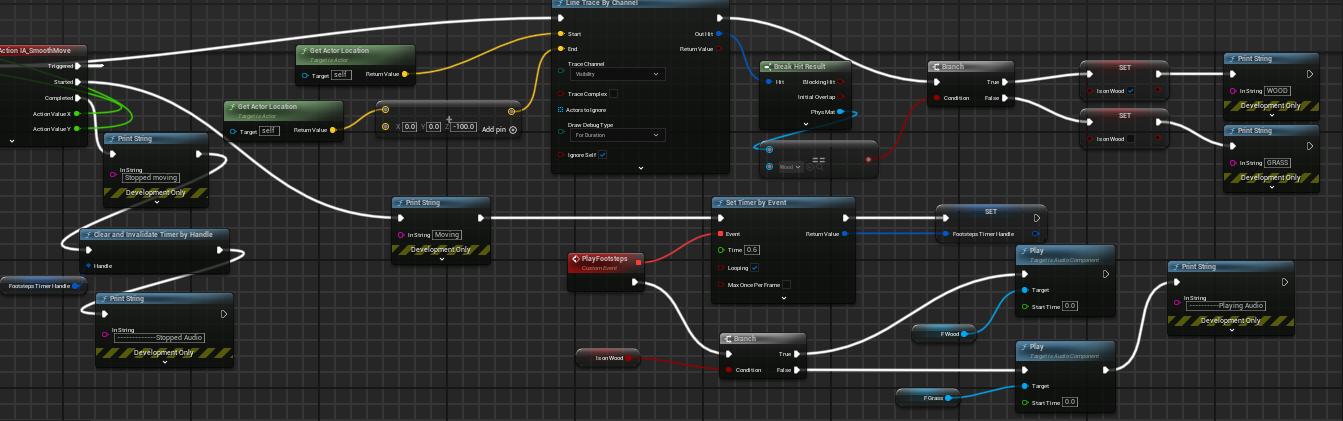 Action IA_SmoothMove
Triggered
Started
Completed
Action Value X
Action Value Y
Print String
In String
Stopped moving
Development Only
Clear and Invalidate Timer by Handle
Handle
Footsteps Timer Handle
Print String
In String
---------------Stopped Audio
Development Only
Get Actor Location
Target is Actor
Target
self
Return Value
Get Actor Location
Target is Actor
Target
self
Return Value
X 0.0 Y 0.0 Z -100.0
Add pin
Line Trace By Channel
Start
End
Out Hit
Return Value
Trace Channel
Visibility
Trace Complex
Actors to Ignore
Draw Debug Type
For Duration
Ignore Self
Break Hit Result
Hit
Blocking Hit
Initial Overlap
Phys Mat
Wood
==
Branch
Condition
True
False
SET
Is on Wood
SET
Is on Wood
Print String
In String
WOOD
Development Only
Print String
In String
GRASS
Development Only
Print String
In String
Moving
Development Only
PlayFootsteps
Custom Event
Set Timer by Event
Event
Return Value
Time
0.6
Looping
Max Once Per Frame
SET
Footsteps Timer Handle
Is on Wood
Branch
Condition
True
False
F Wood
F Grass
Play
Target is Audio Component
Target
Start Time
0.0
Play
Target is Audio Component
Target
Start Time
0.0
Print String
In String
------------Playing Audio
Development Only